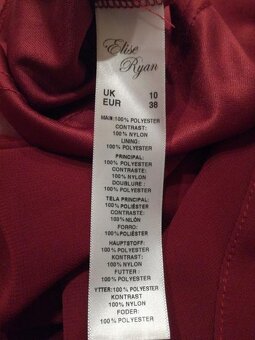 Elise
Ryan
UK 10
EUR 38
MAIN:100% POLYESTER
CONTRAST:
100% NYLON
LINING:
100% POLYESTER
PRINCIPAL:
100% POLYESTER
CONTRASTE:
100% NYLON
DOUBLURE :
100% POLYESTER
TELA PRINCIPAL:
100% POLIÉSTER
CONTRASTE:
100% NILÓN
FORRO:
100% POLIÉSTER
HAUPTSTOFF:
100% POLYESTER
KONTRAST:
100% NYLON
FUTTER :
100% POLYESTER
YTTER:100% POLYESTER
KONTRAST
100% NYLON
FODER:
100% POLYESTER